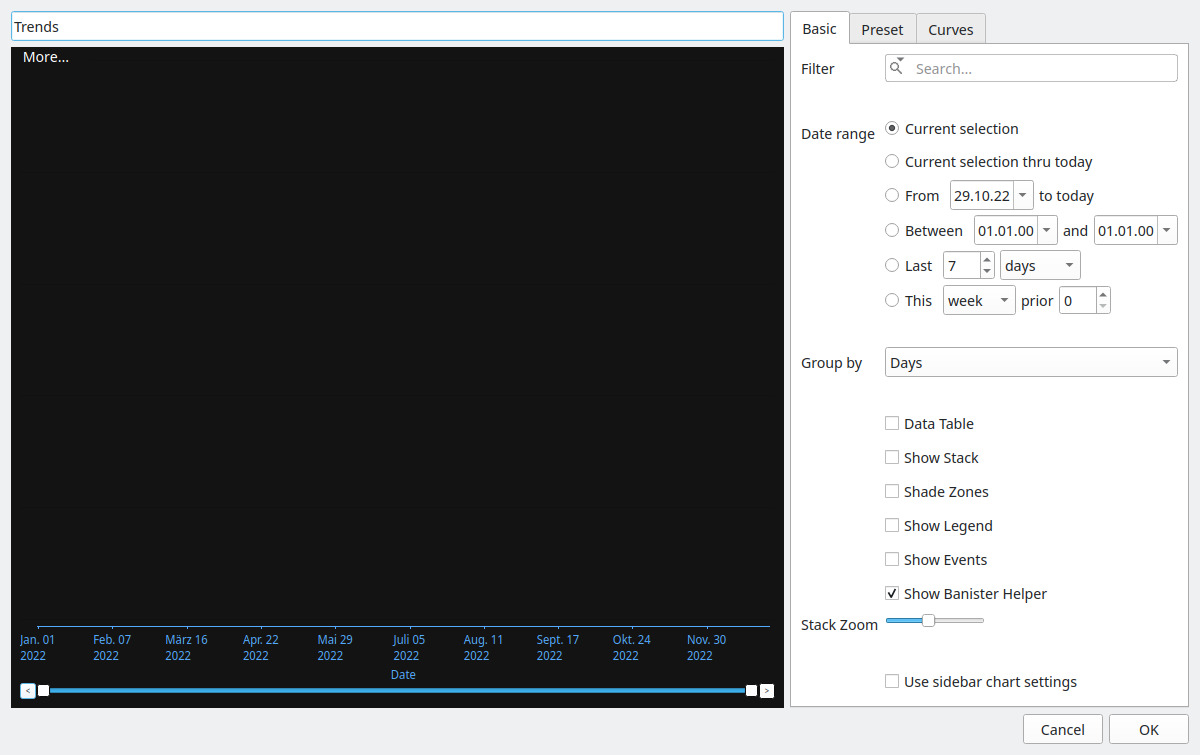 Trends
More...
Jan. 01 Feb. 07 März 16 Apr. 22 Mai 29 Juli 05 Aug. 11 Sept. 17 Okt. 24 Nov. 30
2022 2022 2022 2022 2022 2022 2022 2022 2022 2022
Date
< >
Basic Preset Curves
Filter Search...
Date range Current selection
Current selection thru today
From 29.10.22 to today
Between 01.01.00 and 01.01.00
Last 7 days
This week prior 0
Group by Days
Data Table
Show Stack
Shade Zones
Show Legend
Show Events
Show Banister Helper
Stack Zoom
Use sidebar chart settings
Cancel OK